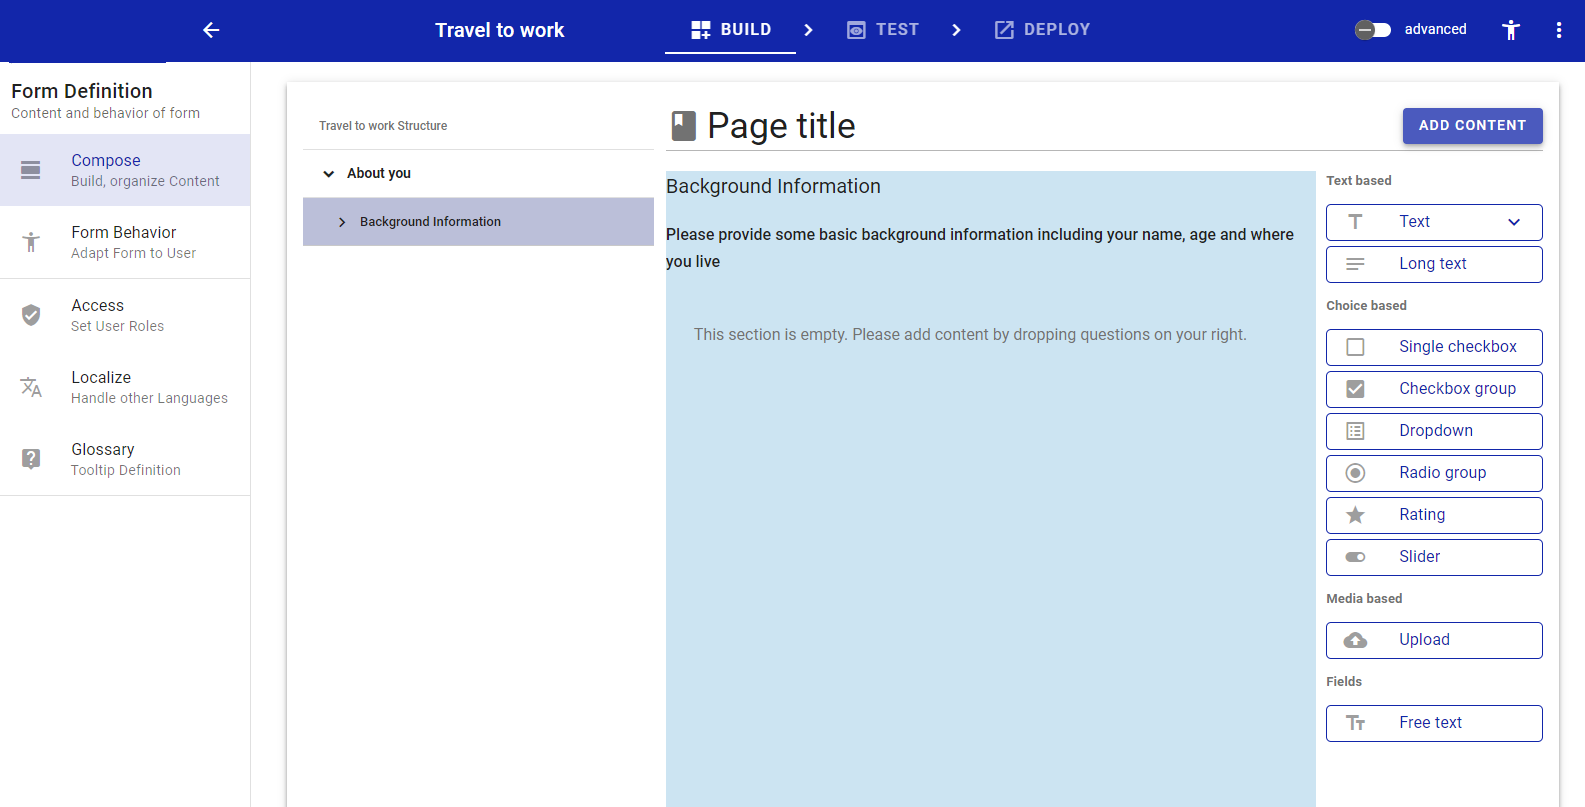 Travel to work
BUILD
TEST
DEPLOY
advanced
Form Definition
Content and behavior of form
Compose
Build, organize Content
Form Behavior
Adapt Form to User
Access
Set User Roles
Localize
Handle other Languages
Glossary
Tooltip Definition
Travel to work Structure
About you
Background Information
Page title
ADD CONTENT
Background Information
Please provide some basic background information including your name, age and where
you live
This section is empty. Please add content by dropping questions on your right.
Text based
Text
Long text
Choice based
Single checkbox
Checkbox group
Dropdown
Radio group
Rating
Slider
Media based
Upload
Fields
Free text